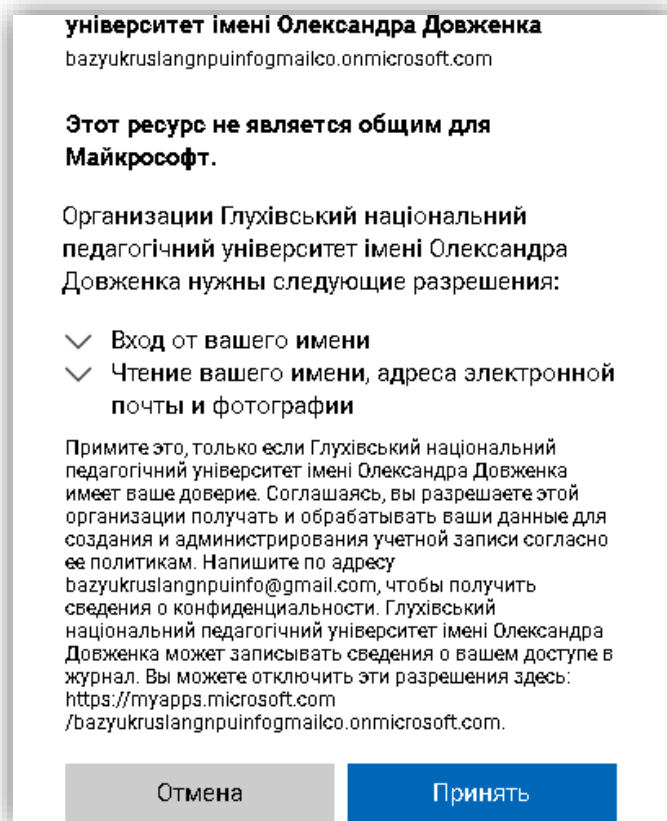 університет імені Олександра Довженка
bazyukruslangnpuinfogmailco.onmicrosoft.com
Этот ресурс не является общим для
Майкрософт.
Организации Глухівський національний
педагогічний університет імені Олександра
Довженка нужны следующие разрешения:
Вход от вашего имени
Чтение вашего имени, адреса электронной
почты и фотографии
Примите это, только если Глухівський національний
педагогічний університет імені Олександра Довженка
имеет ваше доверие. Соглашаясь, вы разрешаете этой
организации получать и обрабатывать ваши данные для
создания и администрирования учетной записи согласно
ее политикам. Напишите по адресу
bazyukruslangnpuinfo@gmail.com, чтобы получить
сведения о конфиденциальности. Глухівський
національний педагогічний університет імені Олександра
Довженка может записывать сведения о вашем доступе в
журнал. Вы можете отключить эти разрешения здесь:
https://myapps.microsoft.com
/bazyukruslangnpuinfogmailco.onmicrosoft.com.
Отмена
Принять